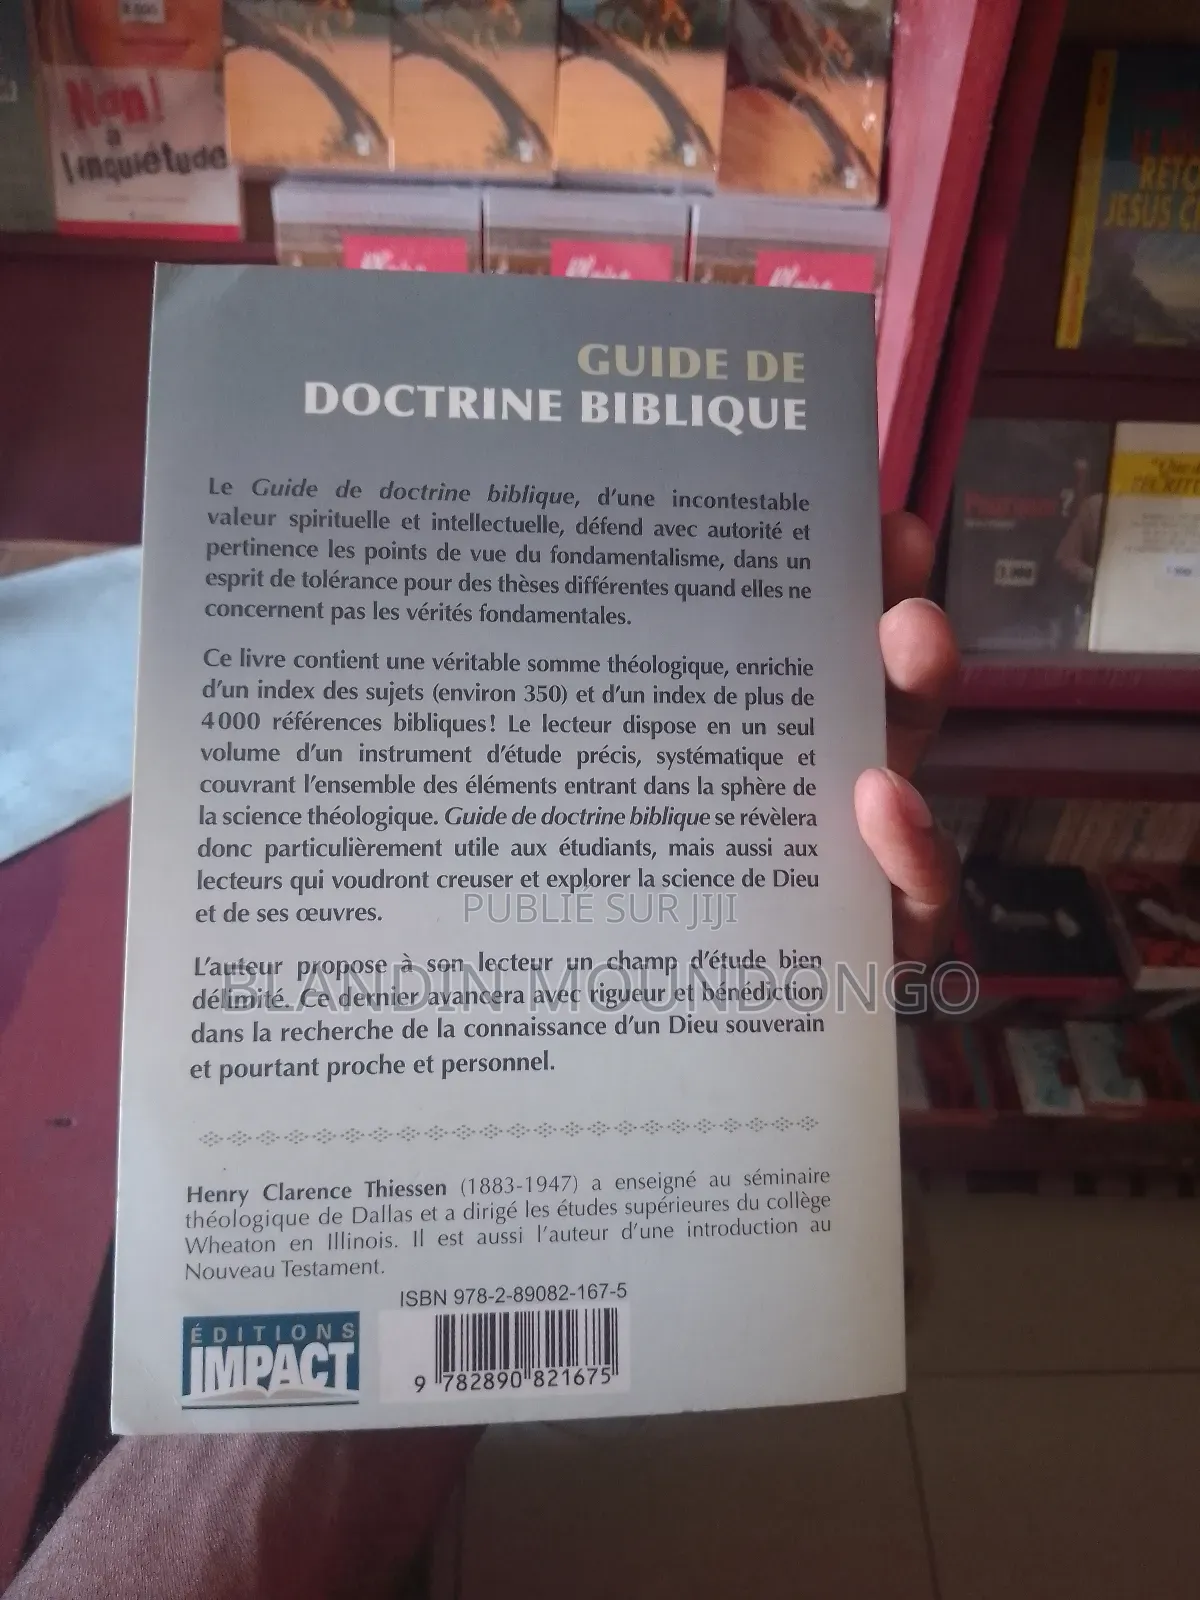 Non!
à
l'inquiétude
RETO
JESUS C
GUIDE DE
DOCTRINE BIBLIQUE
Le Guide de doctrine biblique, d'une incontestable
valeur spirituelle et intellectuelle, défend avec autorité et
pertinence les points de vue du fondamentalisme, dans un
esprit de tolérance pour des thèses différentes quand elles ne
concernent pas les vérités fondamentales.
Ce livre contient une véritable somme théologique, enrichie
d'un index des sujets (environ 350) et d'un index de plus de
4 000 références bibliques! Le lecteur dispose en un seul
volume d'un instrument d'étude précis, systématique et
couvrant l'ensemble des éléments entrant dans la sphère de
la science théologique. Guide de doctrine biblique se révèlera
donc particulièrement utile aux étudiants, mais aussi aux
lecteurs qui voudront creuser et explorer la science de Dieu
et de ses œuvres.
PUBLIÉ SUR JIJI
L'auteur propose à son lecteur un champ d'étude bien
délimité. Ce dernier avancera avec rigueur et bénédiction
dans la recherche de la connaissance d'un Dieu souverain
et pourtant proche et personnel.
BLANDIN MOUNDONGO
Henry Clarence Thiessen (1883-1947) a enseigné au séminaire
théologique de Dallas et a dirigé les études supérieures du collège
Wheaton en Illinois. Il est aussi l'auteur d'une introduction au
Nouveau Testament.
ISBN 978-2-89082-167-5
ÉDITIONS
IMPACT
9 782890 821675